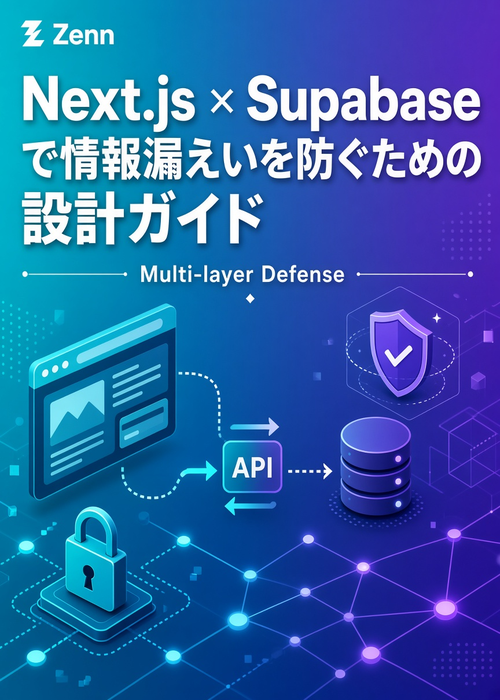 Zenn
Next.js × Supabase
で情報漏えいを防ぐための
設計ガイド
Multi-layer Defense
API